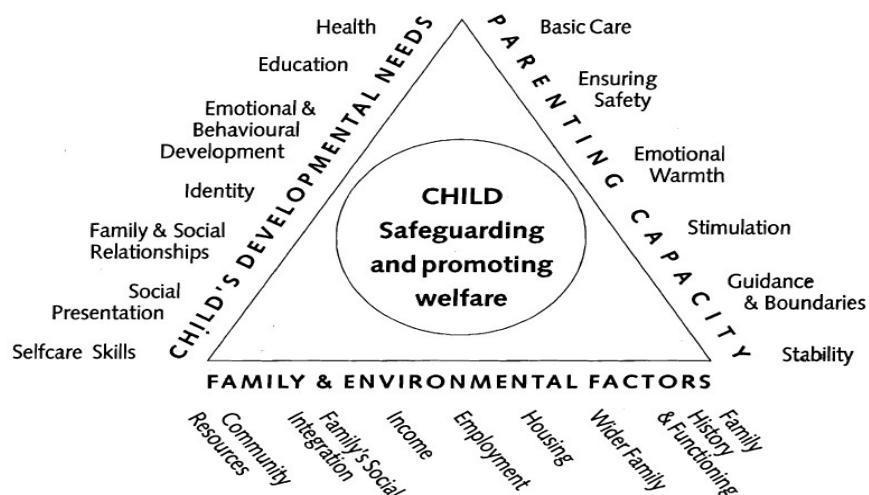 Health
Education
Emotional &
Behavioural
Development
Identity
Family & Social
Relationships
Social
Presentation
Selfcare Skills
CHILD'S DEVELOPMENTAL NEEDS
PARENTING CAPACITY
Basic Care
Ensuring
Safety
Emotional
Warmth
Stimulation
Guidance
& Boundaries
Stability
CHILD
Safeguarding
and promoting
welfare
FAMILY & ENVIRONMENTAL FACTORS
Community
Resources
Family's Social
Integration
Income
Employment
Housing
Wider Family
Family
History
& Functioning